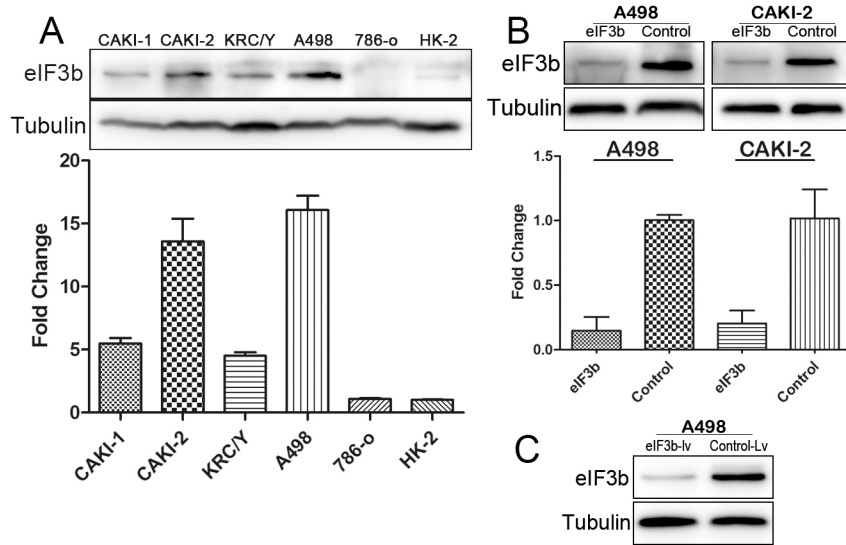 A
CAKI-1 CAKI-2 KRC/Y A498 786-o HK-2
eIF3b
Tubulin
20
15
10
5
0
Fold Change
CAKI-1 CAKI-2 KRC/Y A498 786-o HK-2
B
A498 CAKI-2
eIF3b Control eIF3b Control
eIF3b
Tubulin
A498 CAKI-2
1.5
1.0
0.5
0.0
Fold Change
eIF3b Control eIF3b Control
C
A498
eIF3b-lv Control-Lv
eIF3b
Tubulin